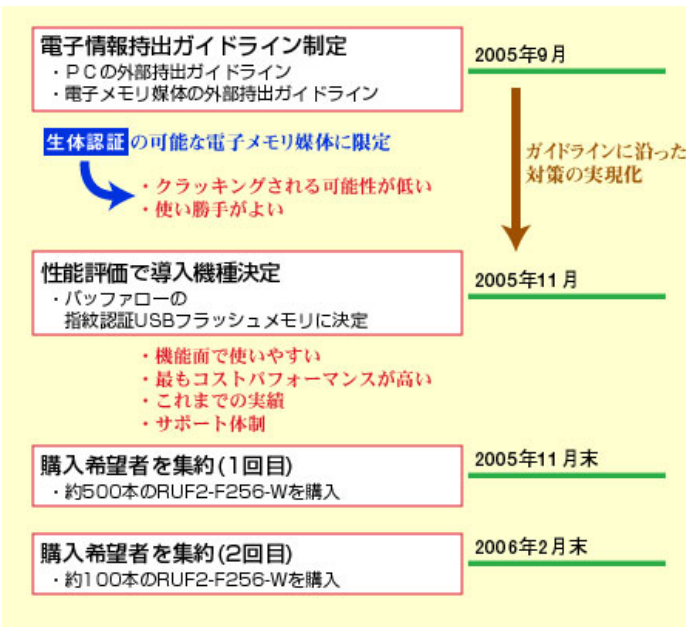 電子情報持出ガイドライン制定
・PCの外部持出ガイドライン
・電子メモリ媒体の外部持出ガイドライン
2005年9月
生体認証の可能な電子メモリ媒体に限定
・クラッキングされる可能性が低い
・使い勝手がよい
ガイドラインに沿った
対策の実現化
性能評価で導入機種決定
・バッファローの
指紋認証USBフラッシュメモリに決定
2005年11月
・機能面で使いやすい
・最もコストパフォーマンスが高い
・これまでの実績
・サポート体制
購入希望者を集約(1回目)
・約500本のRUF2-F256-Wを購入
2005年11月末
購入希望者を集約(2回目)
・約100本のRUF2-F256-Wを購入
2006年2月末